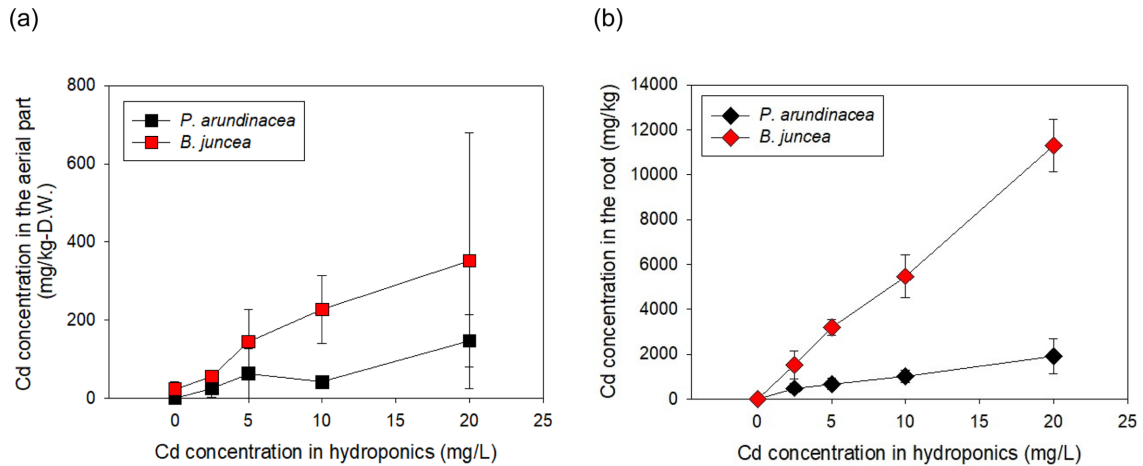 (a)
Cd concentration in the aerial part
(mg/kg-D.W.)
800
600
400
200
0
P. arundinacea
B. juncea
0 5 10 15 20 25
Cd concentration in hydroponics (mg/L)
(b)
Cd concentration in the root (mg/kg)
14000
12000
10000
8000
6000
4000
2000
0
P. arundinacea
B. juncea
0 5 10 15 20 25
Cd concentration in hydroponics (mg/L)